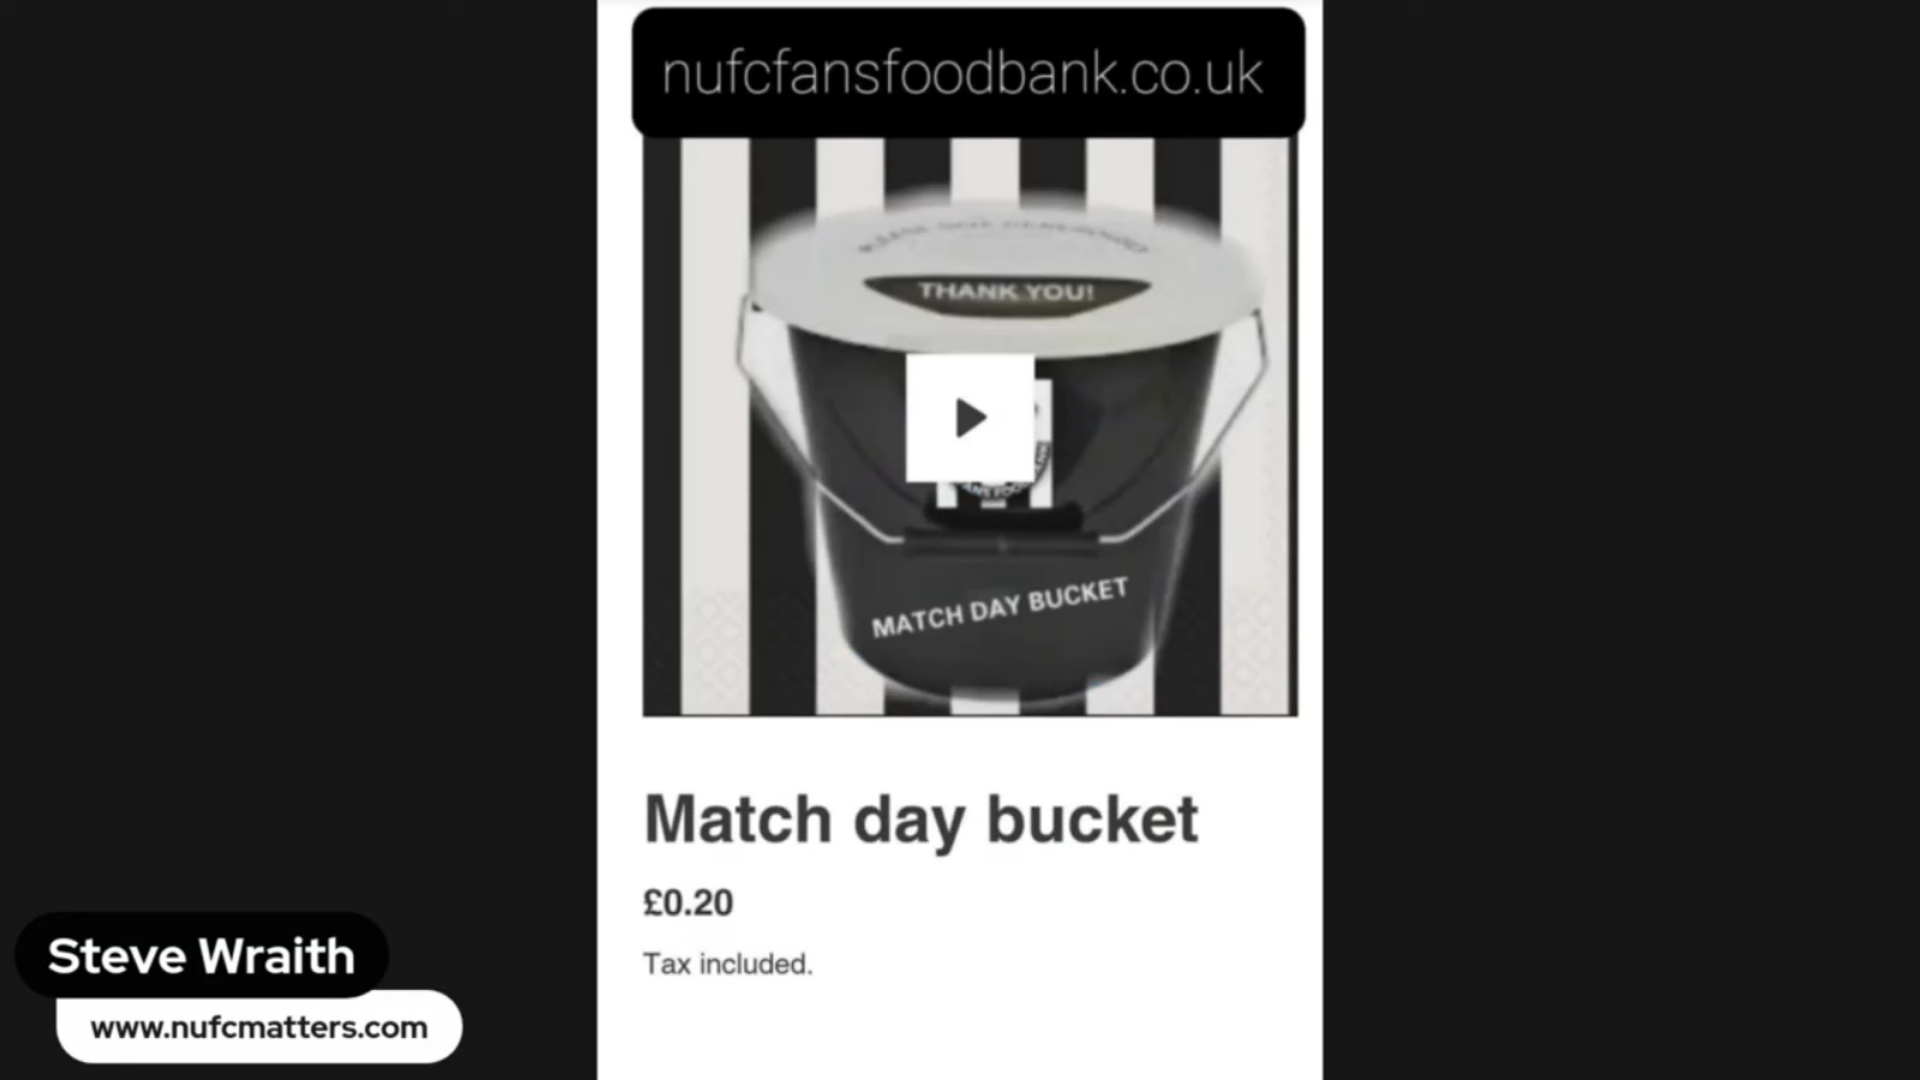 nufcfansfoodbank.co.uk
THANK YOU!
MATCH DAY BUCKET
Match day bucket
£0.20
Tax included.
Steve Wraith
www.nufcmatters.com